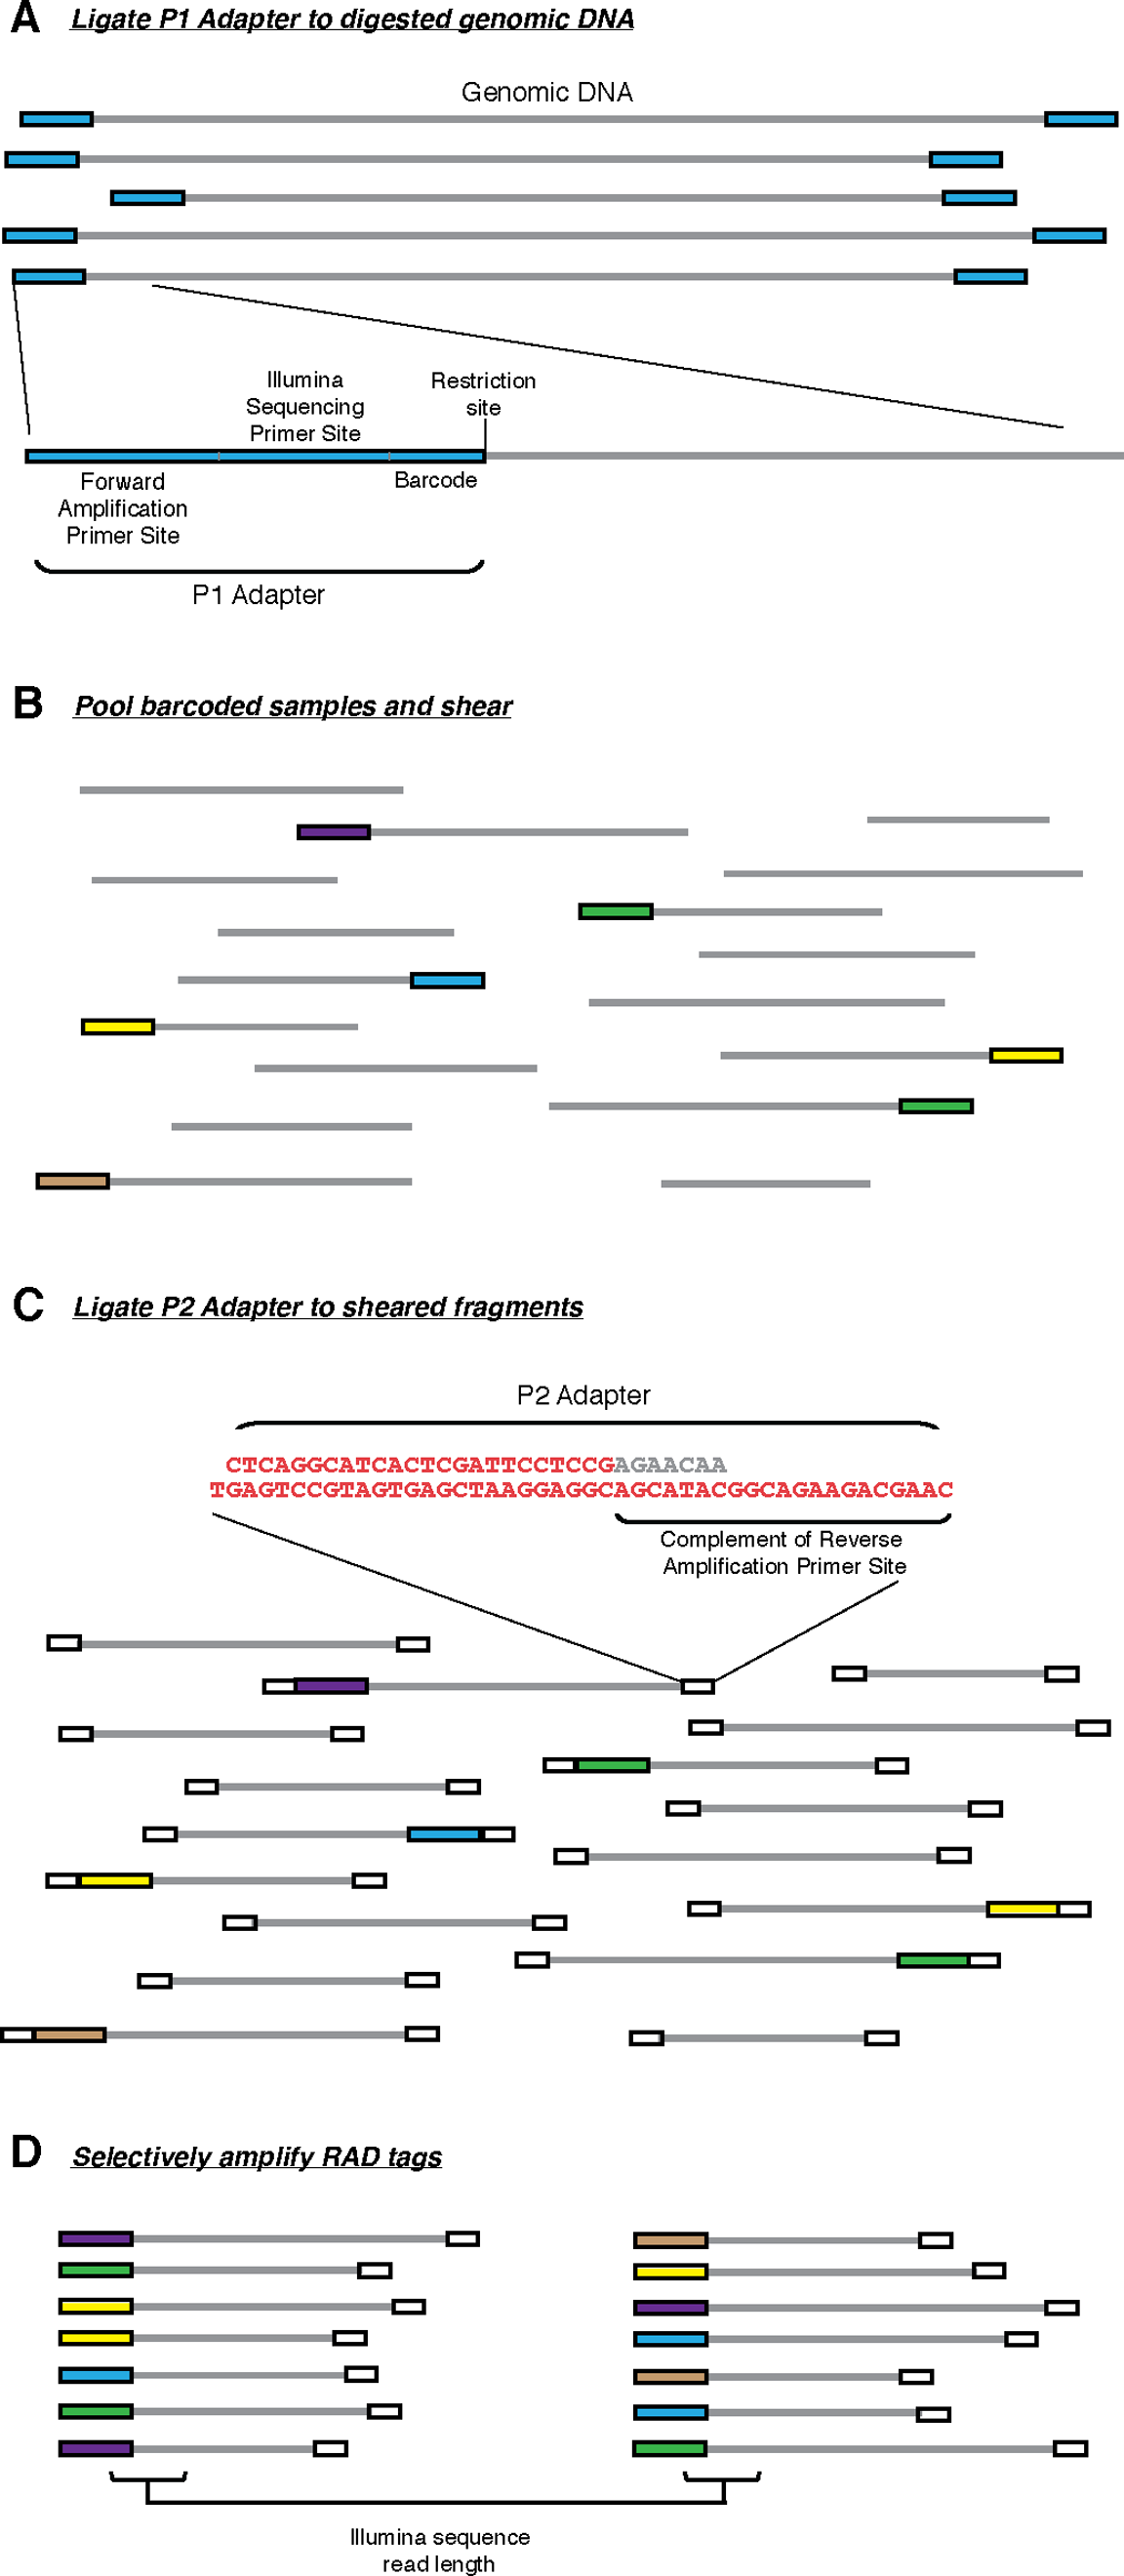 A Ligate P1 Adapter to digested genomic DNA
Genomic DNA
Illumina
Sequencing
Primer Site
Restriction
site
Forward
Amplification
Primer Site
Barcode
P1 Adapter
B Pool barcoded samples and shear
C Ligate P2 Adapter to sheared fragments
P2 Adapter
CTCAGGCATCACTCGATTCCTCCGAGAACAA
TGAGTCCGTAGTGAGCTAAGGAGGCAGCATACGGCAGAAGACGAAC
Complement of Reverse
Amplification Primer Site
D Selectively amplify RAD tags
Illumina sequence
read length